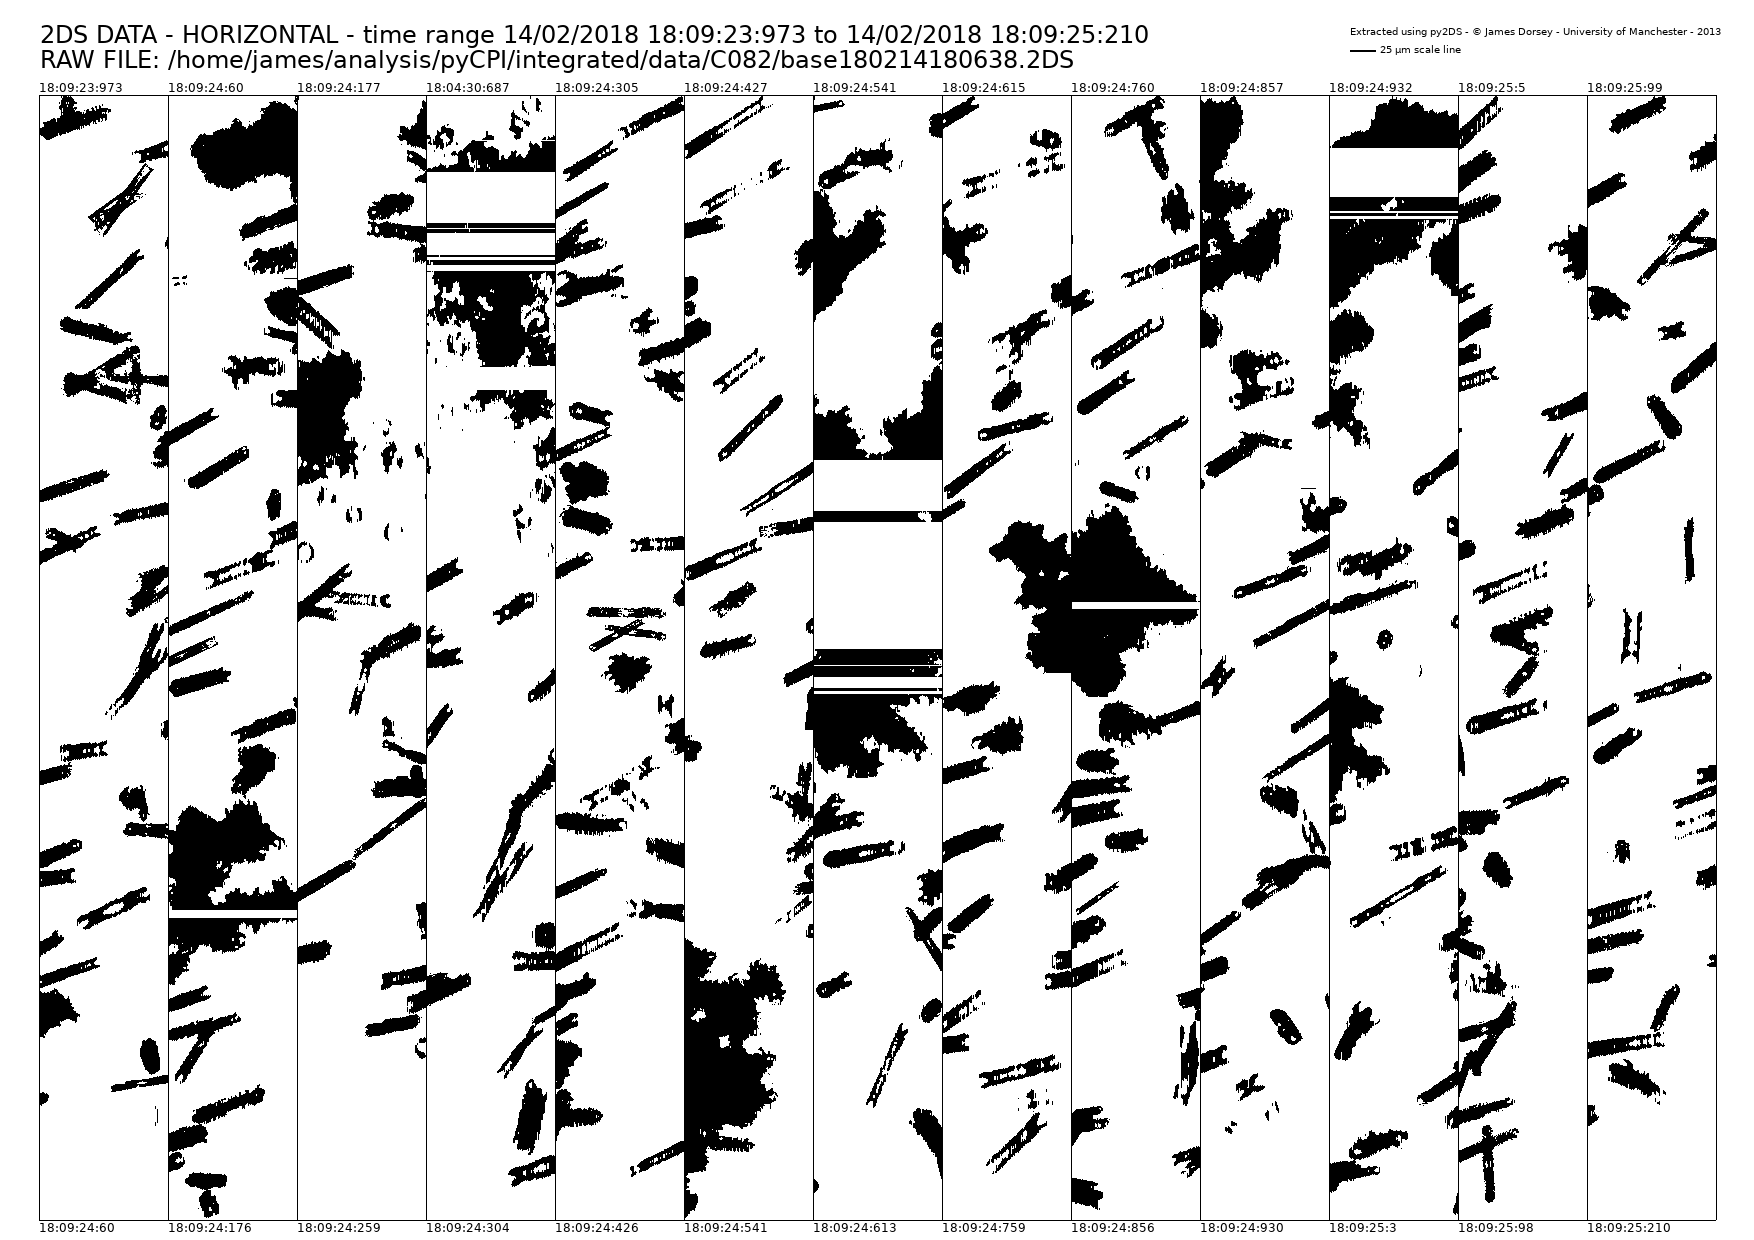 2DS DATA - HORIZONTAL - time range 14/02/2018 18:09:23:973 to 14/02/2018 18:09:25:210
RAW FILE: /home/james/analysis/pyCPI/integrated/data/C082/base180214180638.2DS
Extracted using py2DS - © James Dorsey - University of Manchester - 2013
25 µm scale line
18:09:23:973 18:09:24:60 18:09:24:177 18:04:30:687 18:09:24:305 18:09:24:427 18:09:24:541 18:09:24:615 18:09:24:760 18:09:24:857 18:09:24:932 18:09:25:5 18:09:25:99
18:09:24:60 18:09:24:176 18:09:24:259 18:09:24:304 18:09:24:426 18:09:24:541 18:09:24:613 18:09:24:759 18:09:24:856 18:09:24:930 18:09:25:3 18:09:25:98 18:09:25:210